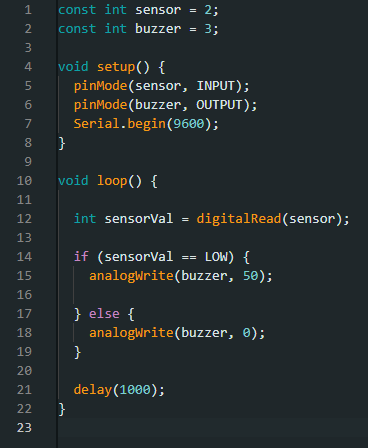 1 const int sensor = 2;
2 const int buzzer = 3;
3
4 void setup() {
5   pinMode(sensor, INPUT);
6   pinMode(buzzer, OUTPUT);
7   Serial.begin(9600);
8 }
9
10 void loop() {
11
12   int sensorVal = digitalRead(sensor);
13
14   if (sensorVal == LOW) {
15     analogWrite(buzzer, 50);
16
17   } else {
18     analogWrite(buzzer, 0);
19   }
20
21   delay(1000);
22 }
23